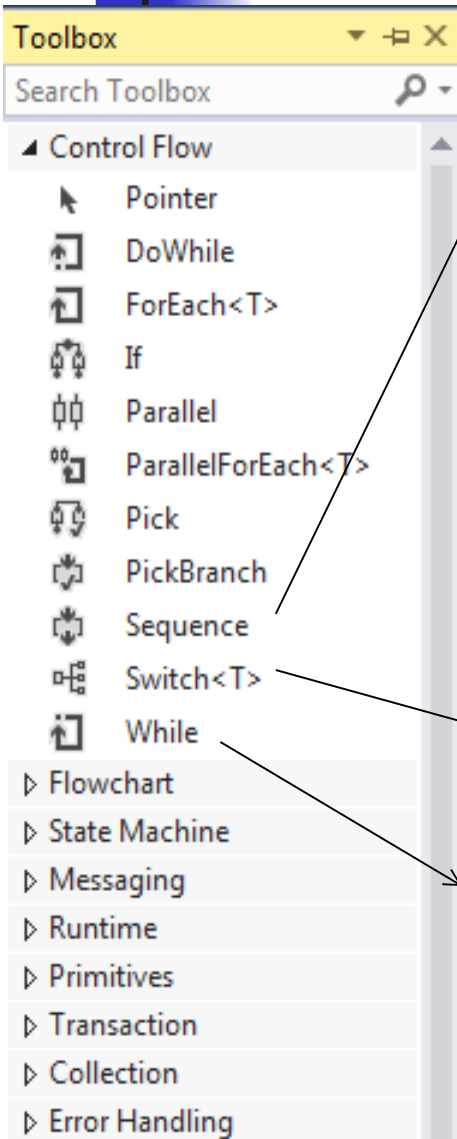 Toolbox
Search Toolbox
Control Flow
Pointer
DoWhile
ForEach<T>
If
Parallel
ParallelForEach<T>
Pick
PickBranch
Sequence
Switch<T>
While
Flowchart
State Machine
Messaging
Runtime
Primitives
Transaction
Collection
Error Handling